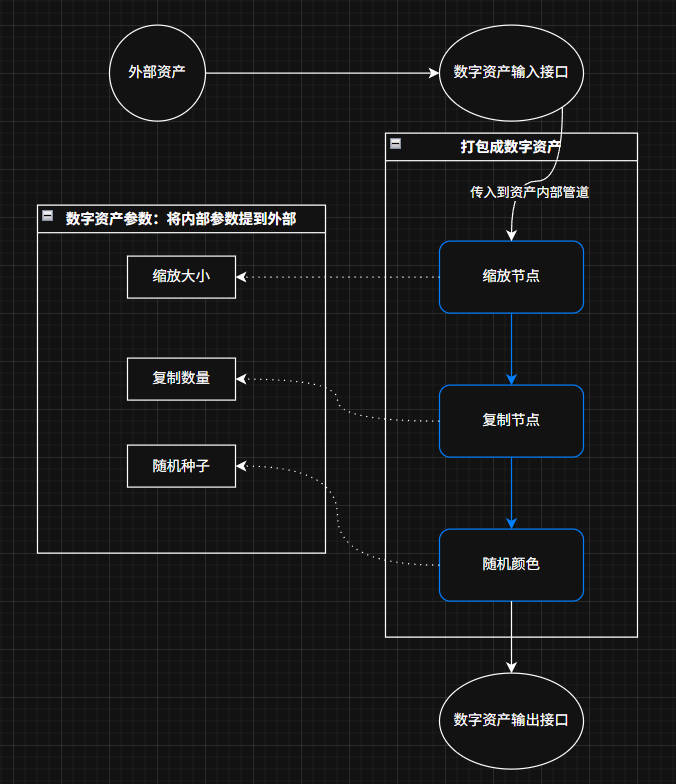 外部资产
数字资产输入接口
打包成数字资产
传入到资产内部管道
数字资产参数：将内部参数提到外部
缩放大小
缩放节点
复制数量
复制节点
随机种子
随机颜色
数字资产输出接口